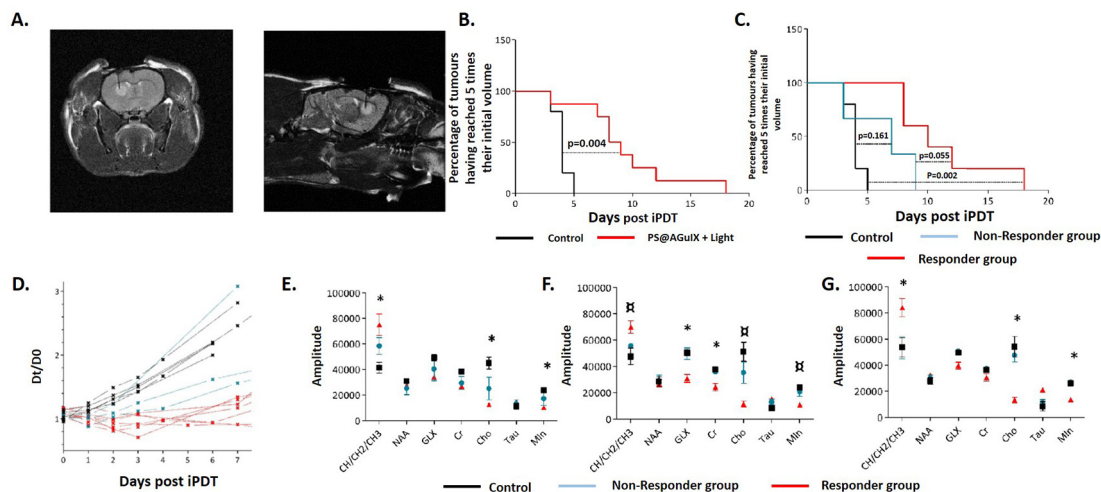 A.
B.
Percentage of tumours
having reached 5 times
their initial volume
100
50
0
0
5
10
15
20
p=0.004
Days post iPDT
Control
PS@AGuIX + Light
C.
Percentage of tumours having
reached 5 times their initial
volume
100
50
0
0
5
10
15
20
p=0.161
p=0.055
P=0.002
Days post iPDT
Control
Non-Responder group
Responder group
D.
Dt/D0
3
2
1
0
1
2
3
4
5
6
7
Days post iPDT
E.
Amplitude
100000
80000
60000
40000
20000
0
*
*
*
CH/CH2/CH3
NAA
GLX
Cr
Cho
Tau
MIn
F.
Amplitude
100000
80000
60000
40000
20000
0
¤
*
*
¤
¤
CH/CH2/CH3
NAA
GLX
Cr
Cho
Tau
MIn
G.
Amplitude
100000
80000
60000
40000
20000
0
*
*
*
CH/CH2/CH3
NAA
GLX
Cr
Cho
Tau
MIn
Control
Non-Responder group
Responder group